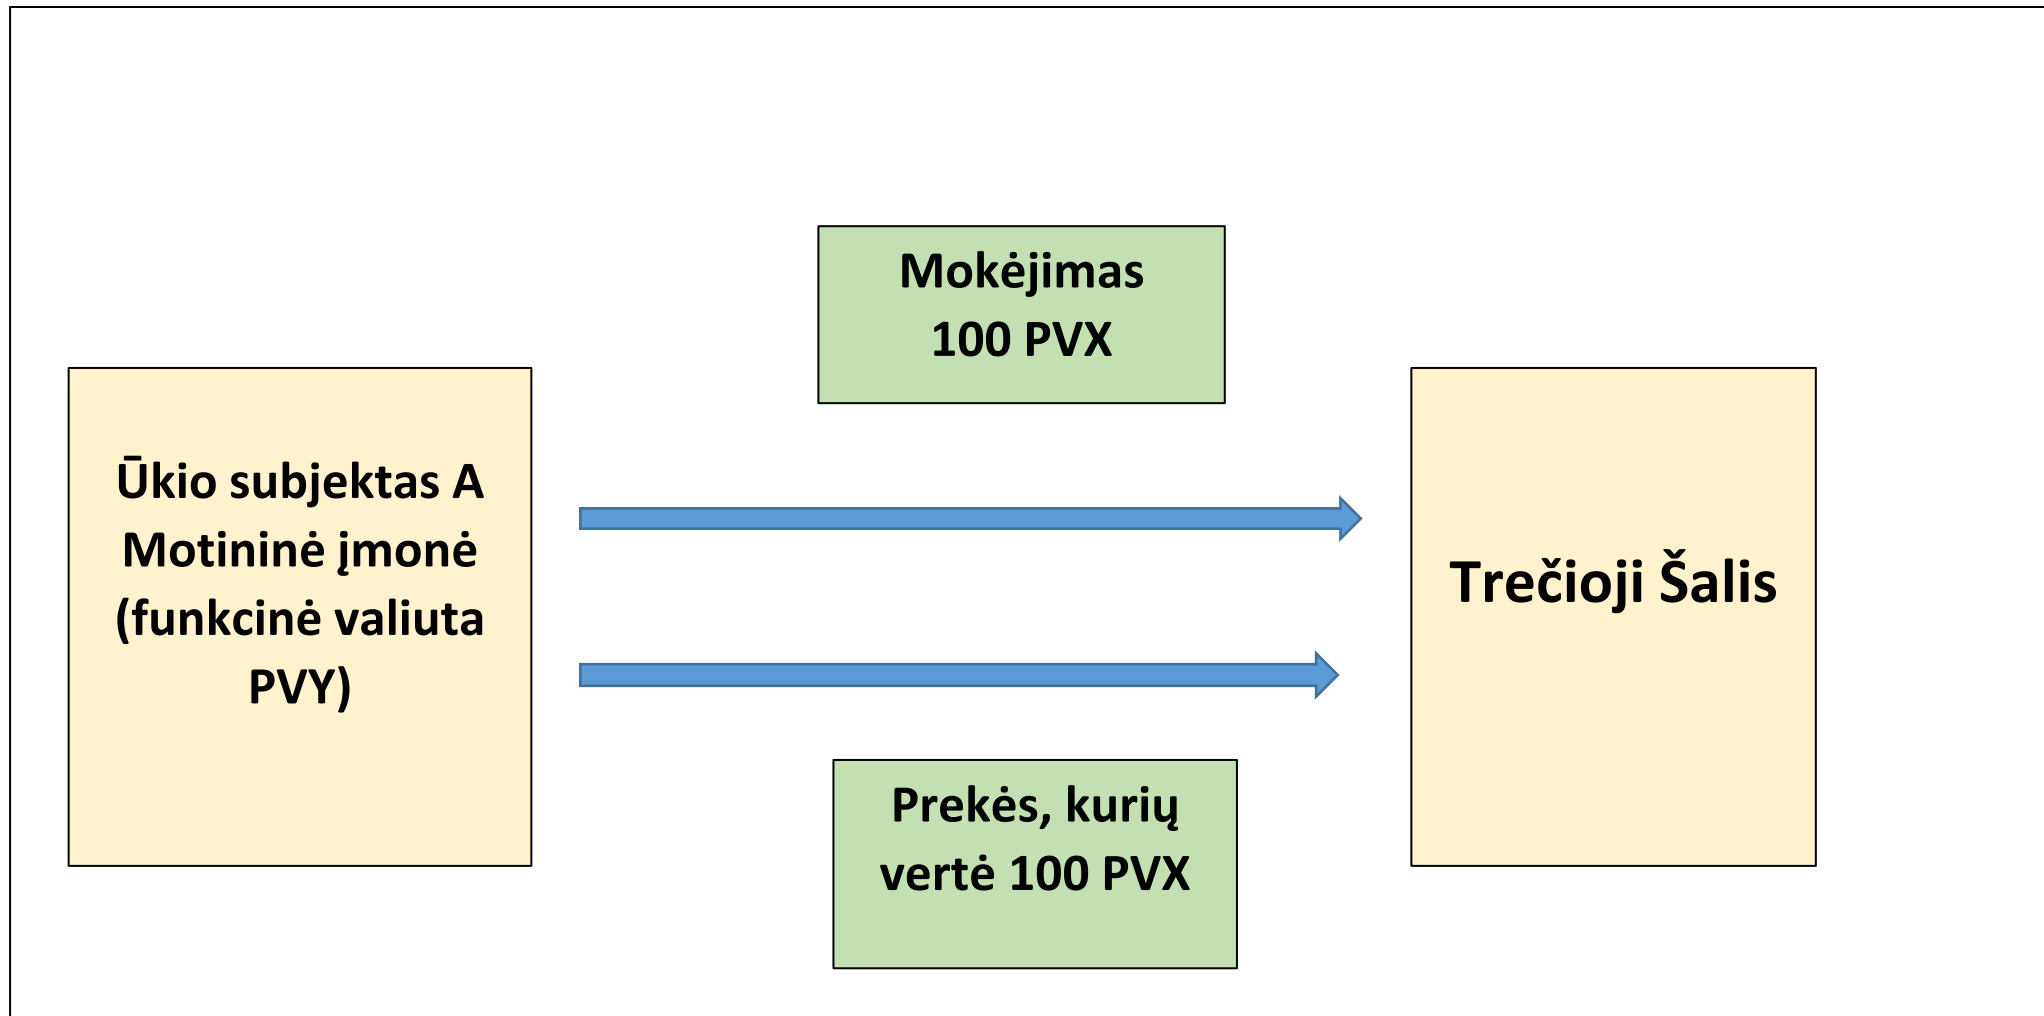 Mokėjimas
100 PVX
Ūkio subjektas A
Motininė įmonė
(funkcinė valiuta
PVY)
Trečioji Šalis
Prekės, kurių
vertė 100 PVX